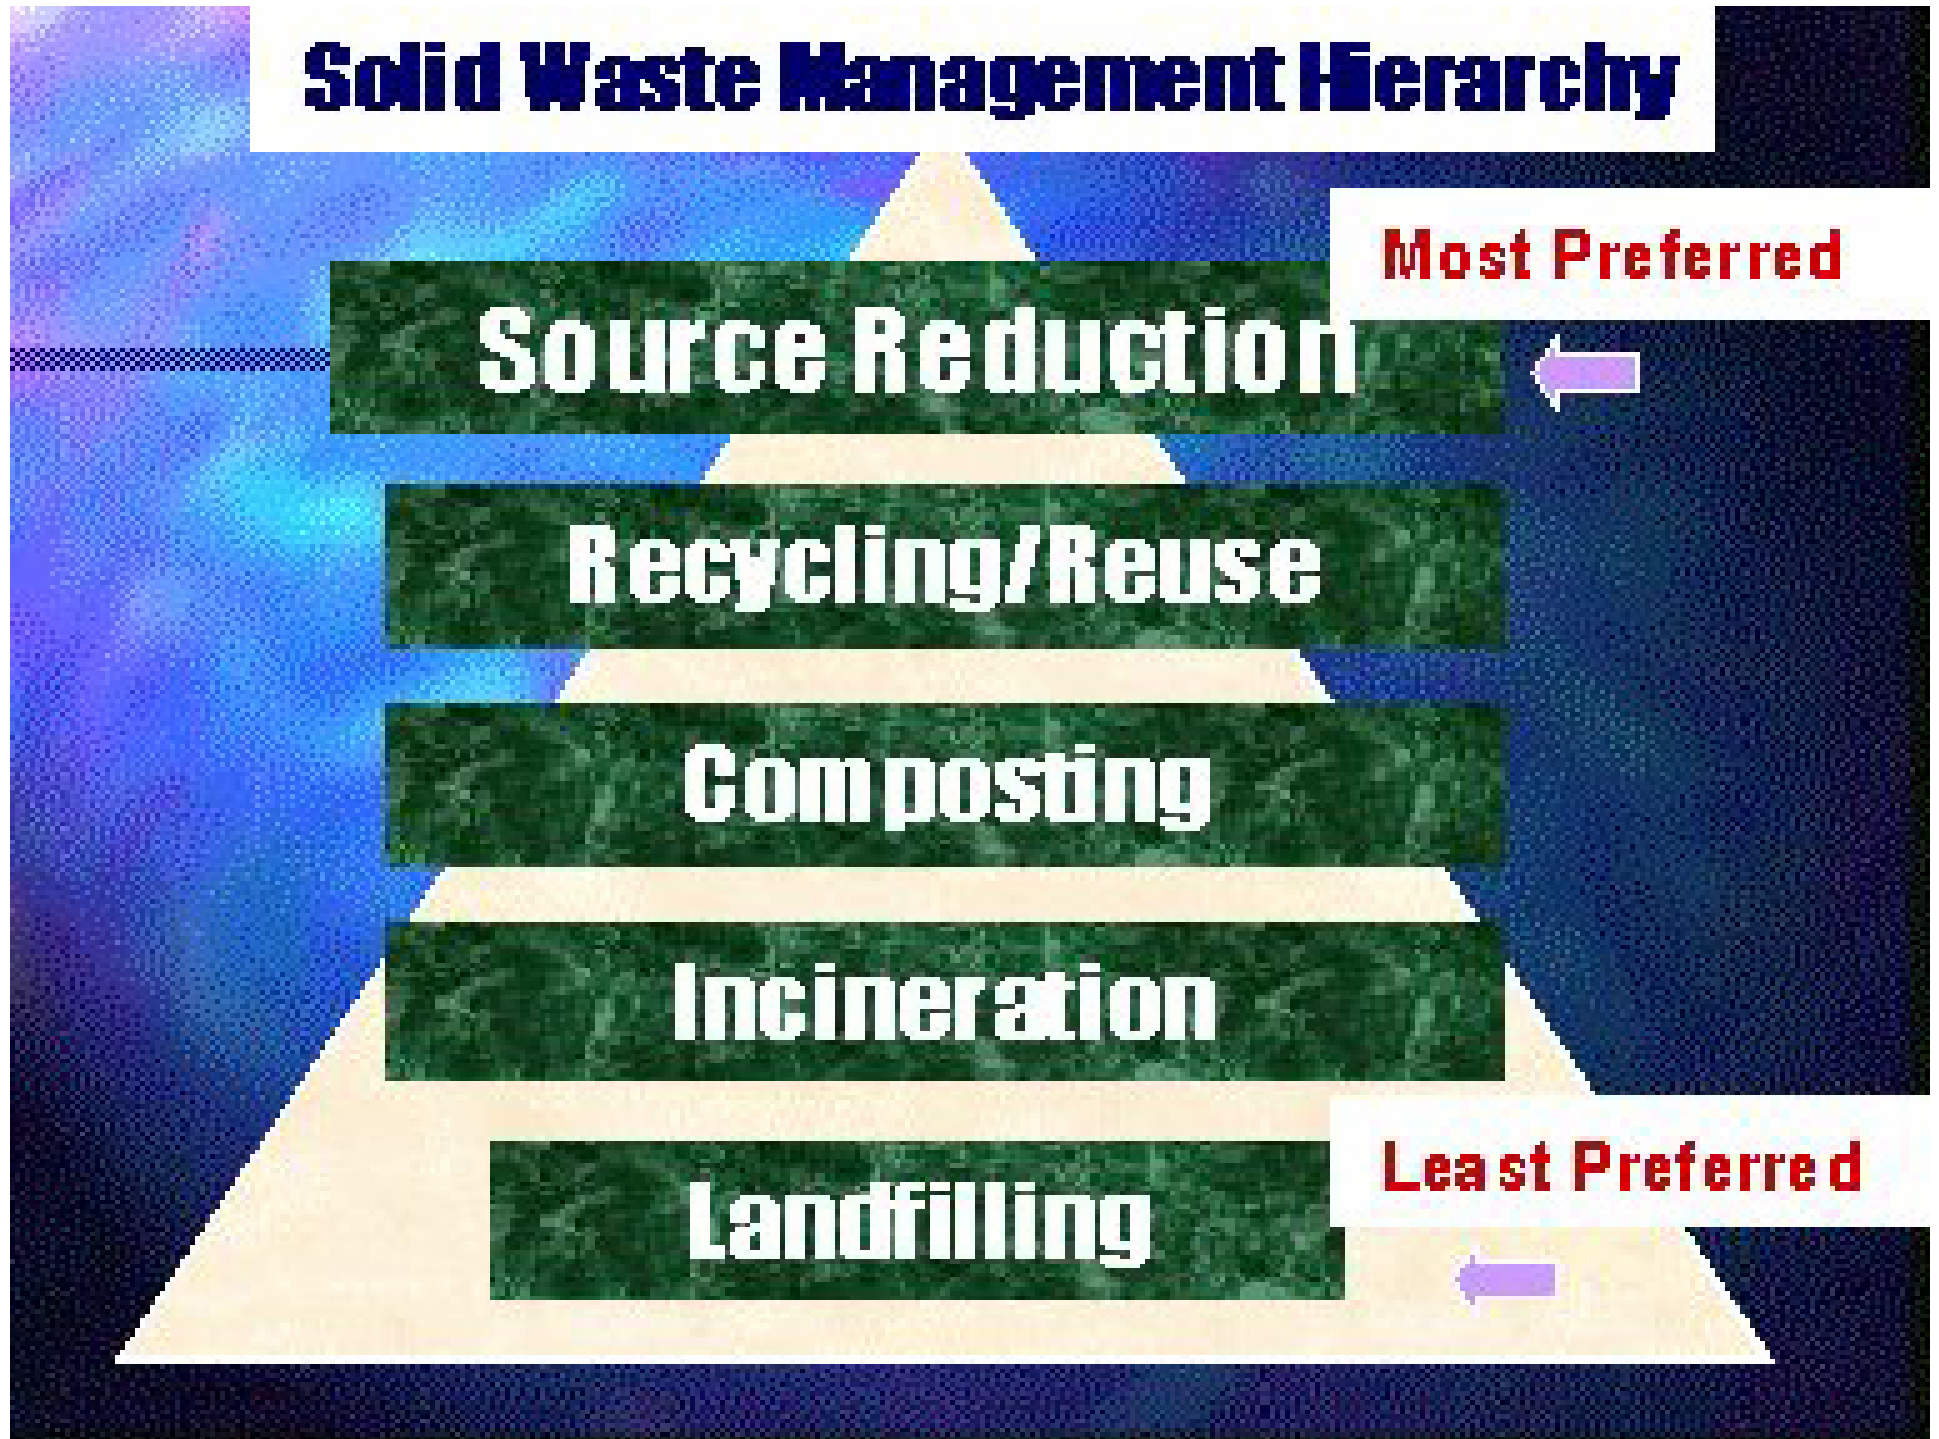 Solid Waste Management Hierarchy
Most Preferred
Source Reduction
Recycling/Reuse
Composting
Incineration
Least Preferred
Landfilling